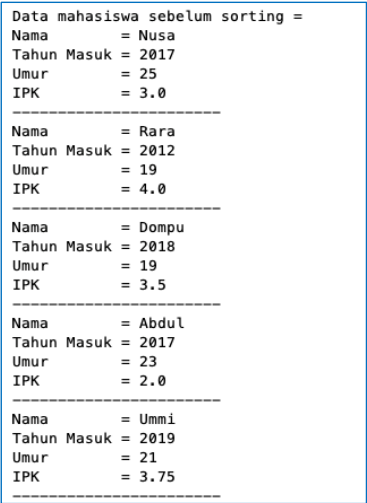 Data mahasiswa sebelum sorting =
Nama         = Nusa
Tahun Masuk = 2017
Umur         = 25
IPK          = 3.0
-----------------------
Nama         = Rara
Tahun Masuk = 2012
Umur         = 19
IPK          = 4.0
-----------------------
Nama         = Dompu
Tahun Masuk = 2018
Umur         = 19
IPK          = 3.5
-----------------------
Nama         = Abdul
Tahun Masuk = 2017
Umur         = 23
IPK          = 2.0
-----------------------
Nama         = Ummi
Tahun Masuk = 2019
Umur         = 21
IPK          = 3.75
-----------------------